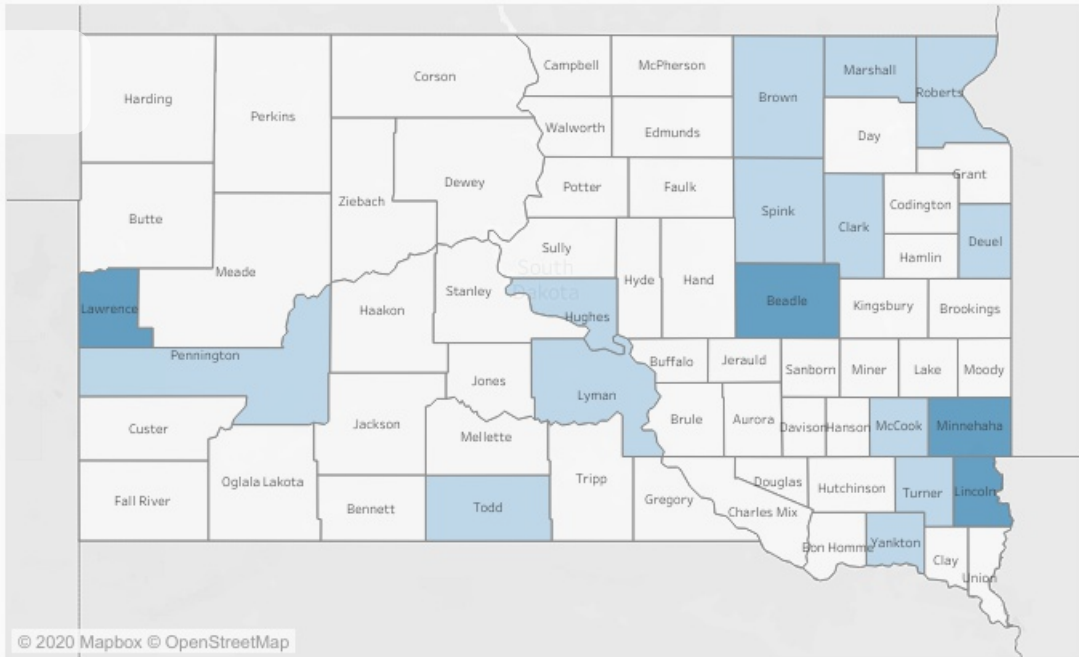 Harding
Perkins
Corson
Campbell
McPherson
Brown
Marshall
Roberts
Walworth
Edmunds
Day
Grant
Butte
Meade
Ziebach
Dewey
Potter
Faulk
Spink
Clark
Codington
Deuel
Hamlin
Sully
South
Dakota
Hyde
Hand
Lawrence
Haakon
Stanley
Hughes
Beadle
Kingsbury
Brookings
Pennington
Jones
Lyman
Buffalo
Jerauld
Sanborn
Miner
Lake
Moody
Custer
Jackson
Mellette
Brule
Aurora
Davison
Hanson
McCook
Minnehaha
Fall River
Oglala Lakota
Bennett
Todd
Tripp
Gregory
Douglas
Charles Mix
Hutchinson
Turner
Lincoln
Bon Homme
Yankton
Clay
Union
© 2020 Mapbox © OpenStreetMap